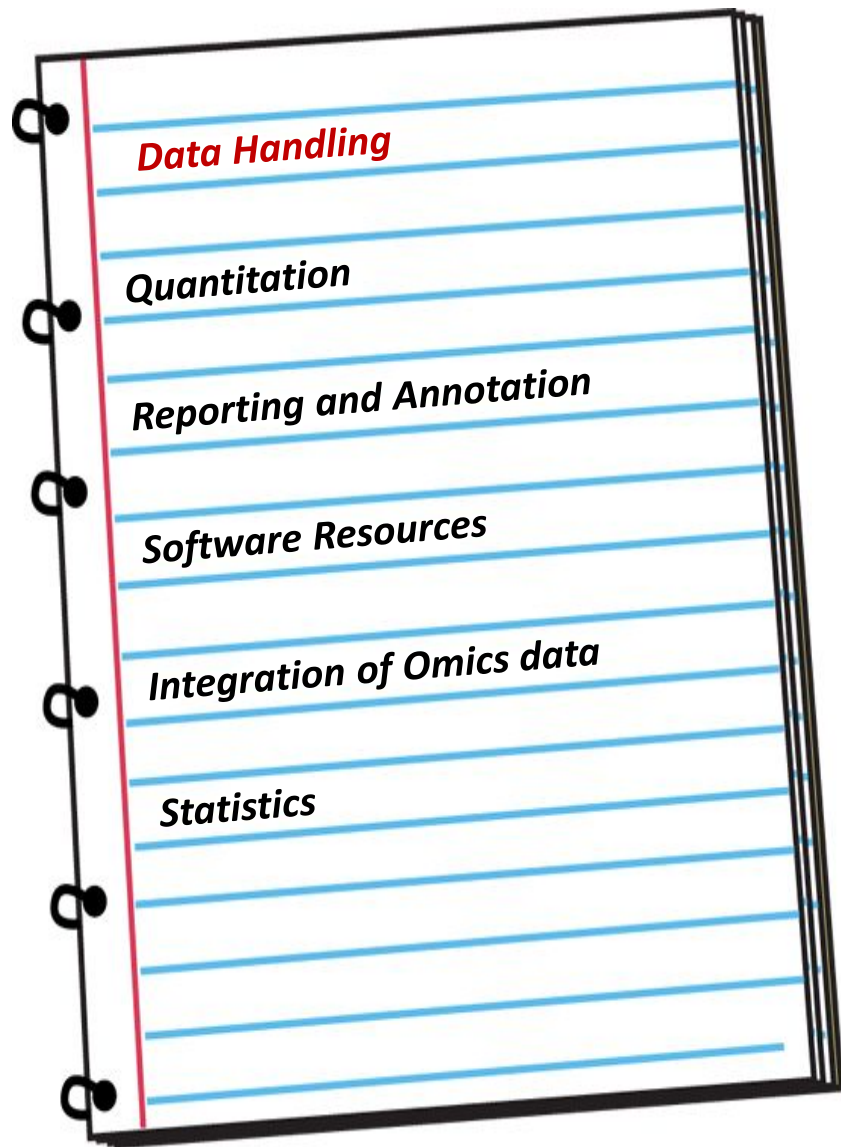 Data Handling
Quantitation
Reporting and Annotation
Software Resources
Integration of Omics data
Statistics